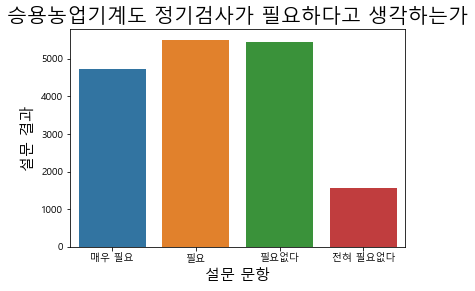 승용농업기계도 정기검사가 필요하다고 생각하는가
설문 결과
5000
4000
3000
2000
1000
0
매우 필요
필요
필요없다
전혀 필요없다
설문 문항